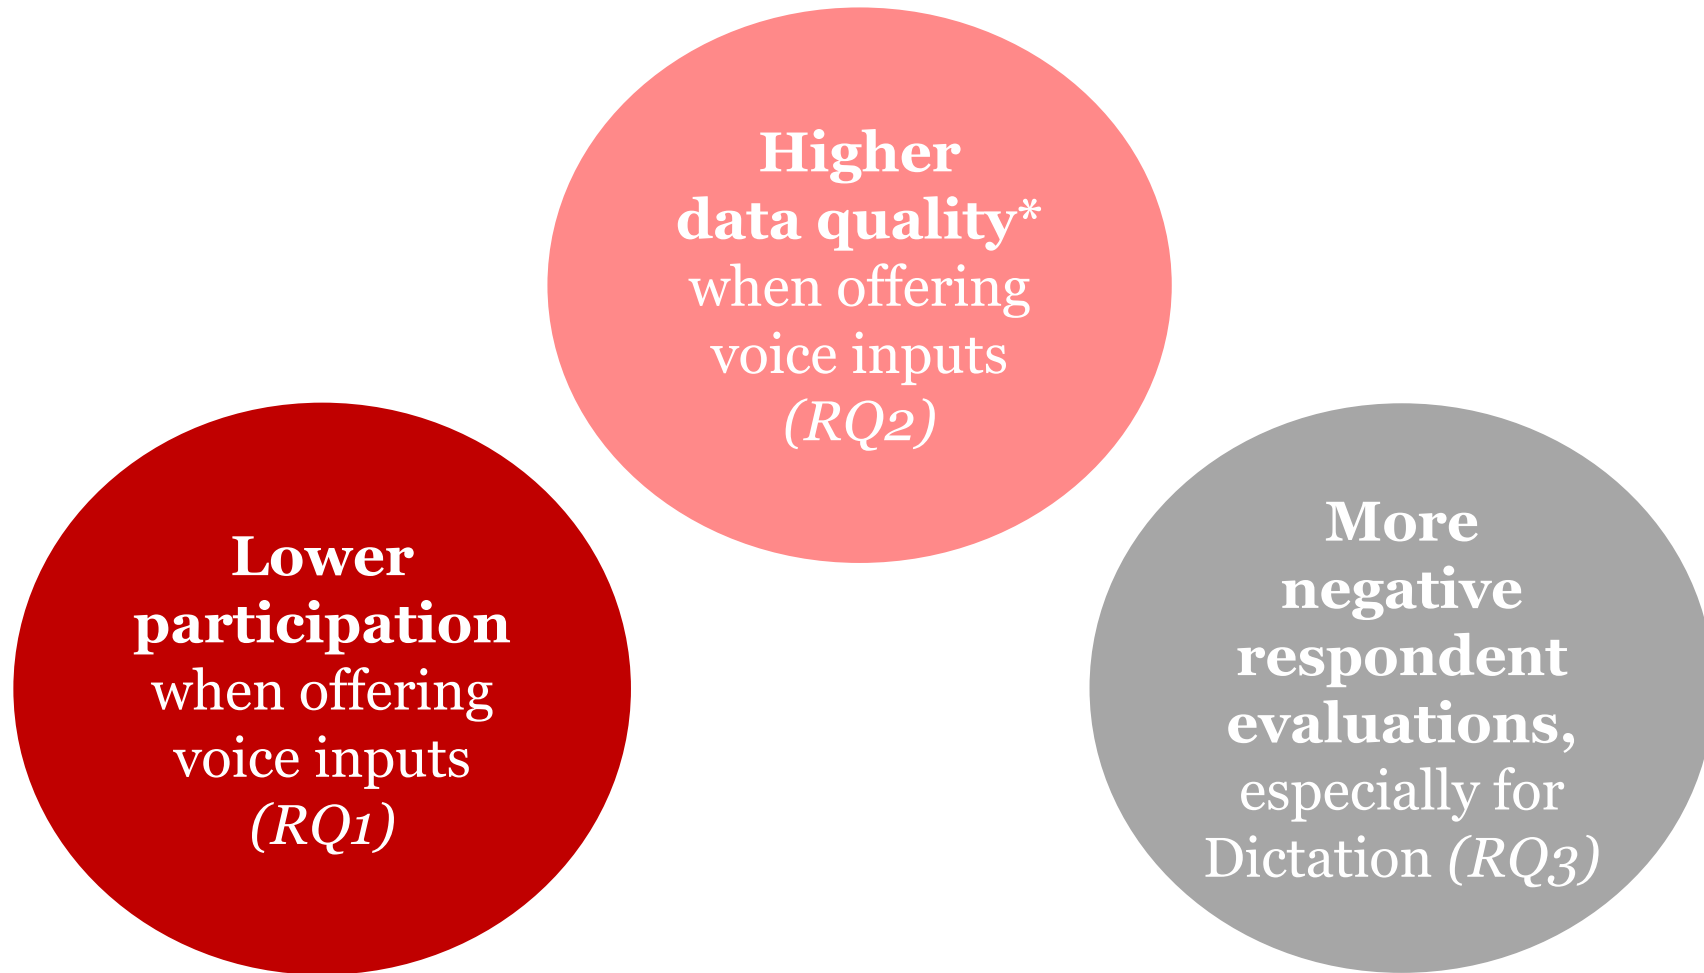 Higher
data quality*
when offering
voice inputs
(RQ2)
Lower
participation
when offering
voice inputs
(RQ1)
More
negative
respondent
evaluations,
especially for
Dictation (RQ3)